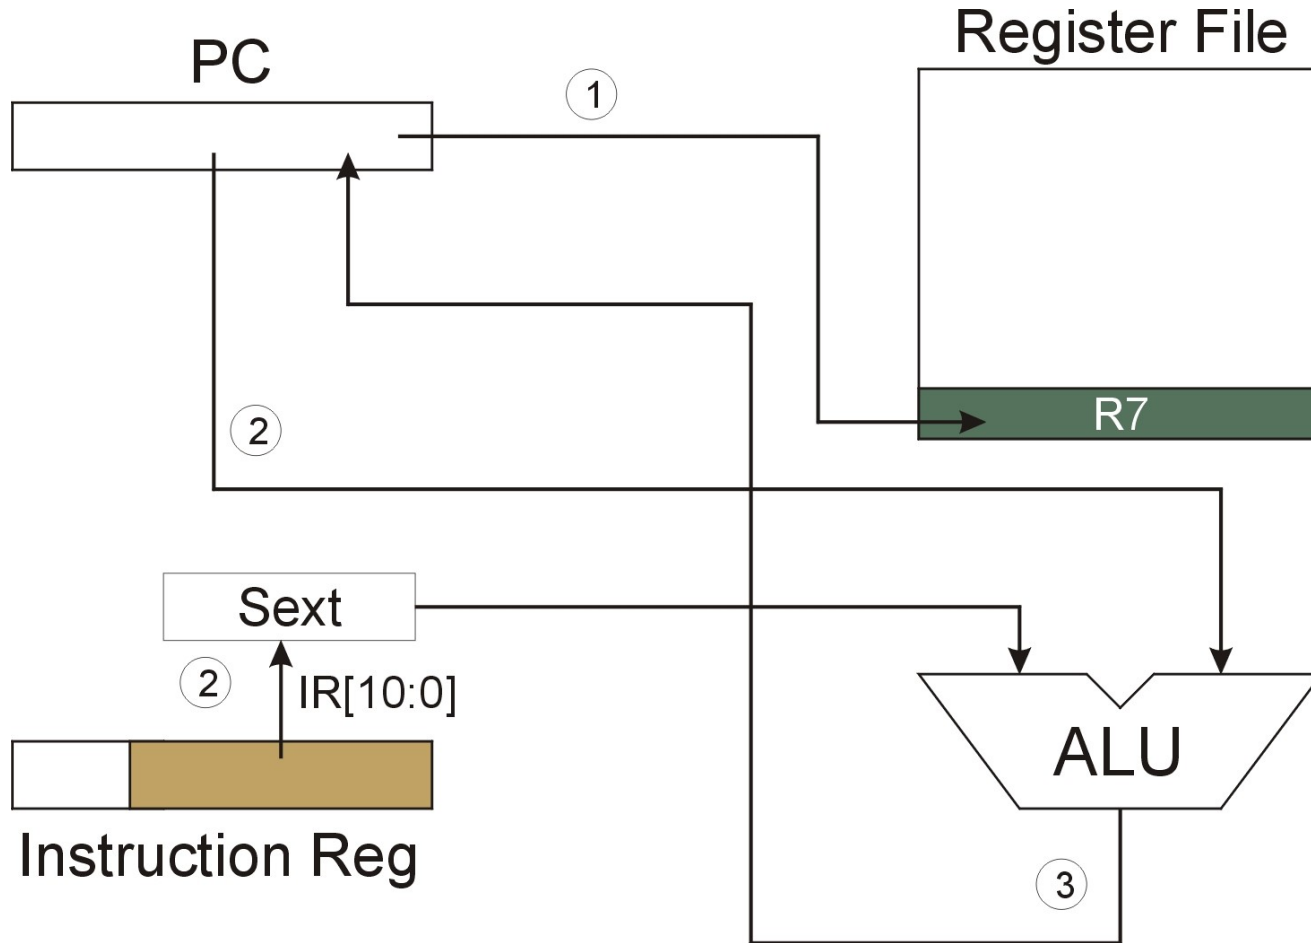 Register File
PC
1
R7
2
Sext
2
IR[10:0]
ALU
Instruction Reg
3